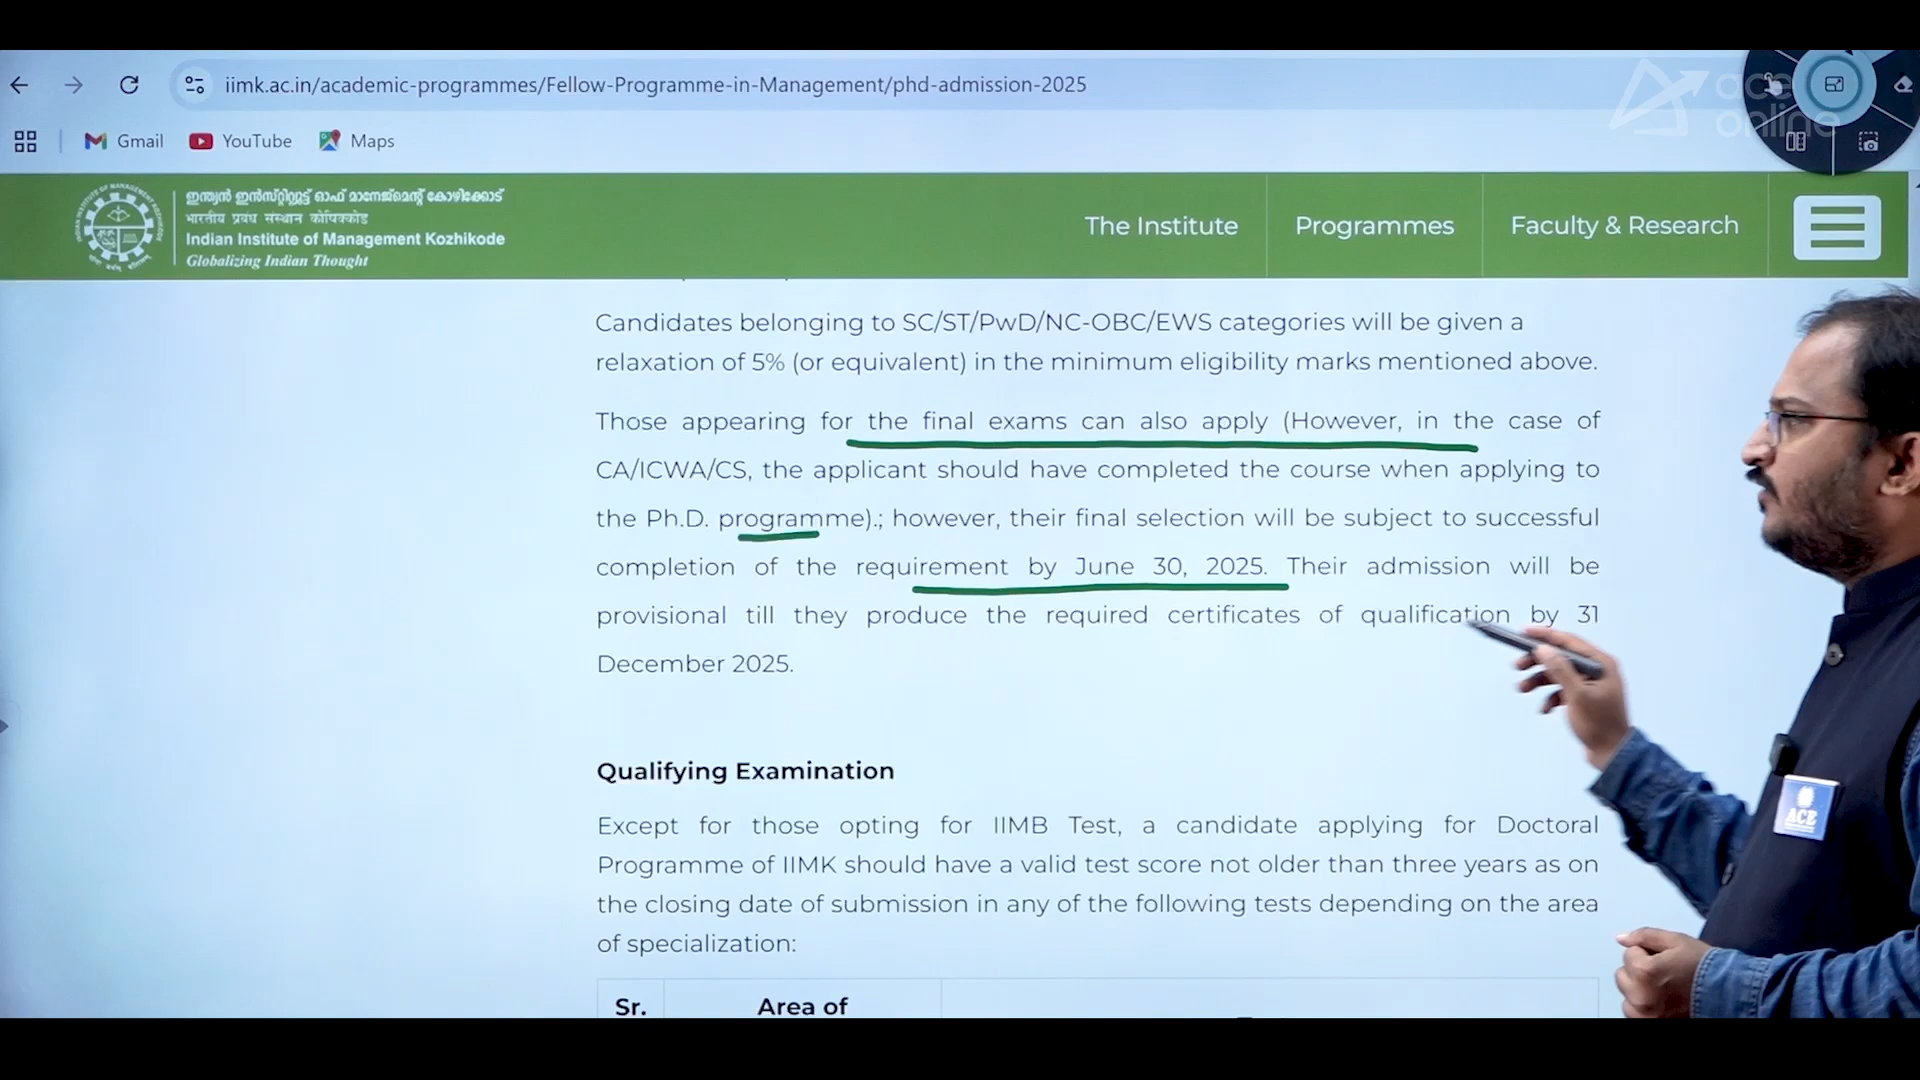 iimk.ac.in/academic-programmes/Fellow-Programme-in-Management/phd-admission-2025
ace
online
Gmail
YouTube
Maps
ഇന്ത്യൻ ഇൻസ്റ്റിറ്റ്യൂട്ട് ഓഫ് മാനേജ്മെന്റ് കോഴിക്കോട്
भारतीय प्रबंध संस्थान कोषिक्कोड
Indian Institute of Management Kozhikode
Globalizing Indian Thought
The Institute
Programmes
Faculty & Research
Candidates belonging to SC/ST/PwD/NC-OBC/EWS categories will be given a
relaxation of 5% (or equivalent) in the minimum eligibility marks mentioned above.
Those appearing for the final exams can also apply (However, in the case of
CA/ICWA/CS, the applicant should have completed the course when applying to
the Ph.D. programme).; however, their final selection will be subject to successful
completion of the requirement by June 30, 2025. Their admission will be
provisional till they produce the required certificates of qualification by 31
December 2025.
Qualifying Examination
Except for those opting for IIMB Test, a candidate applying for Doctoral
Programme of IIMK should have a valid test score not older than three years as on
the closing date of submission in any of the following tests depending on the area
of specialization:
Sr.
Area of
ACE